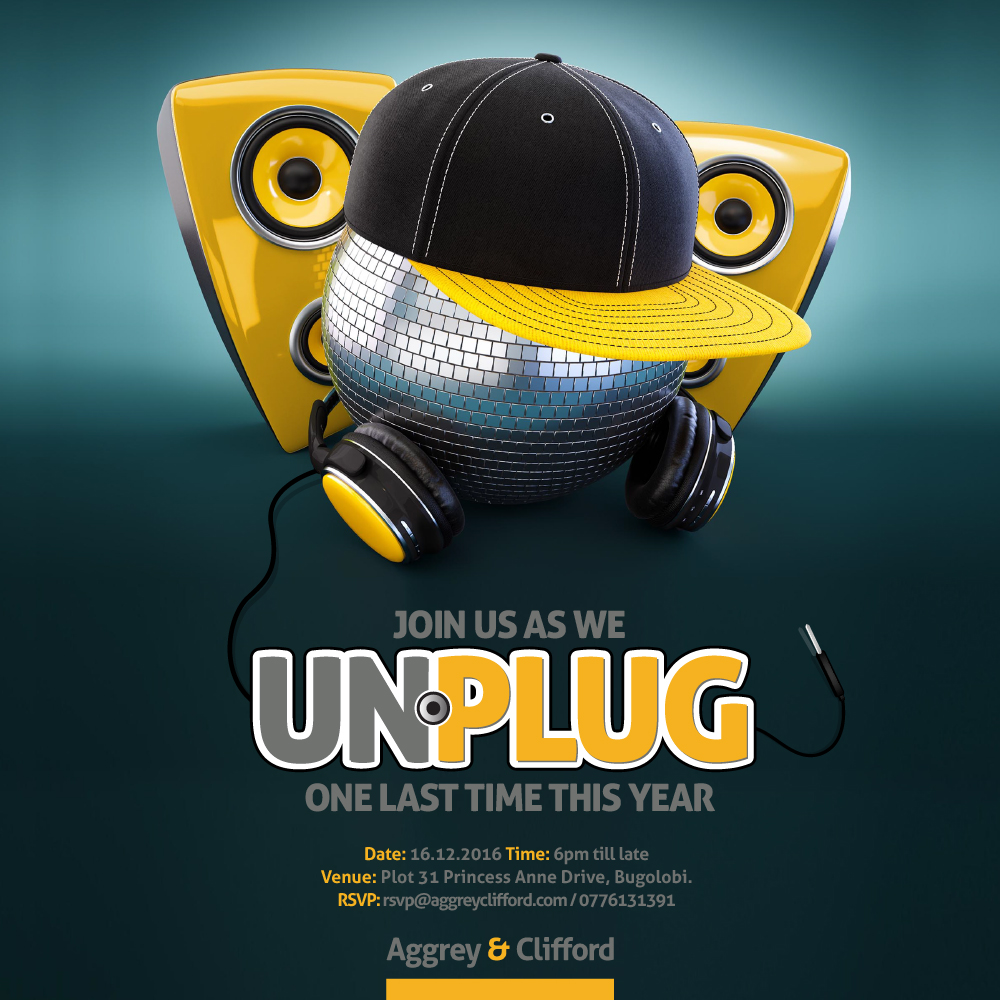 JOIN US AS WE
UNPLUG
ONE LAST TIME THIS YEAR
Date: 16.12.2016 Time: 6pm till late
Venue: Plot 31 Princess Anne Drive, Bugolobi.
RSVP: rsvp@aggreyclifford.com / 0776131391
Aggrey & Clifford